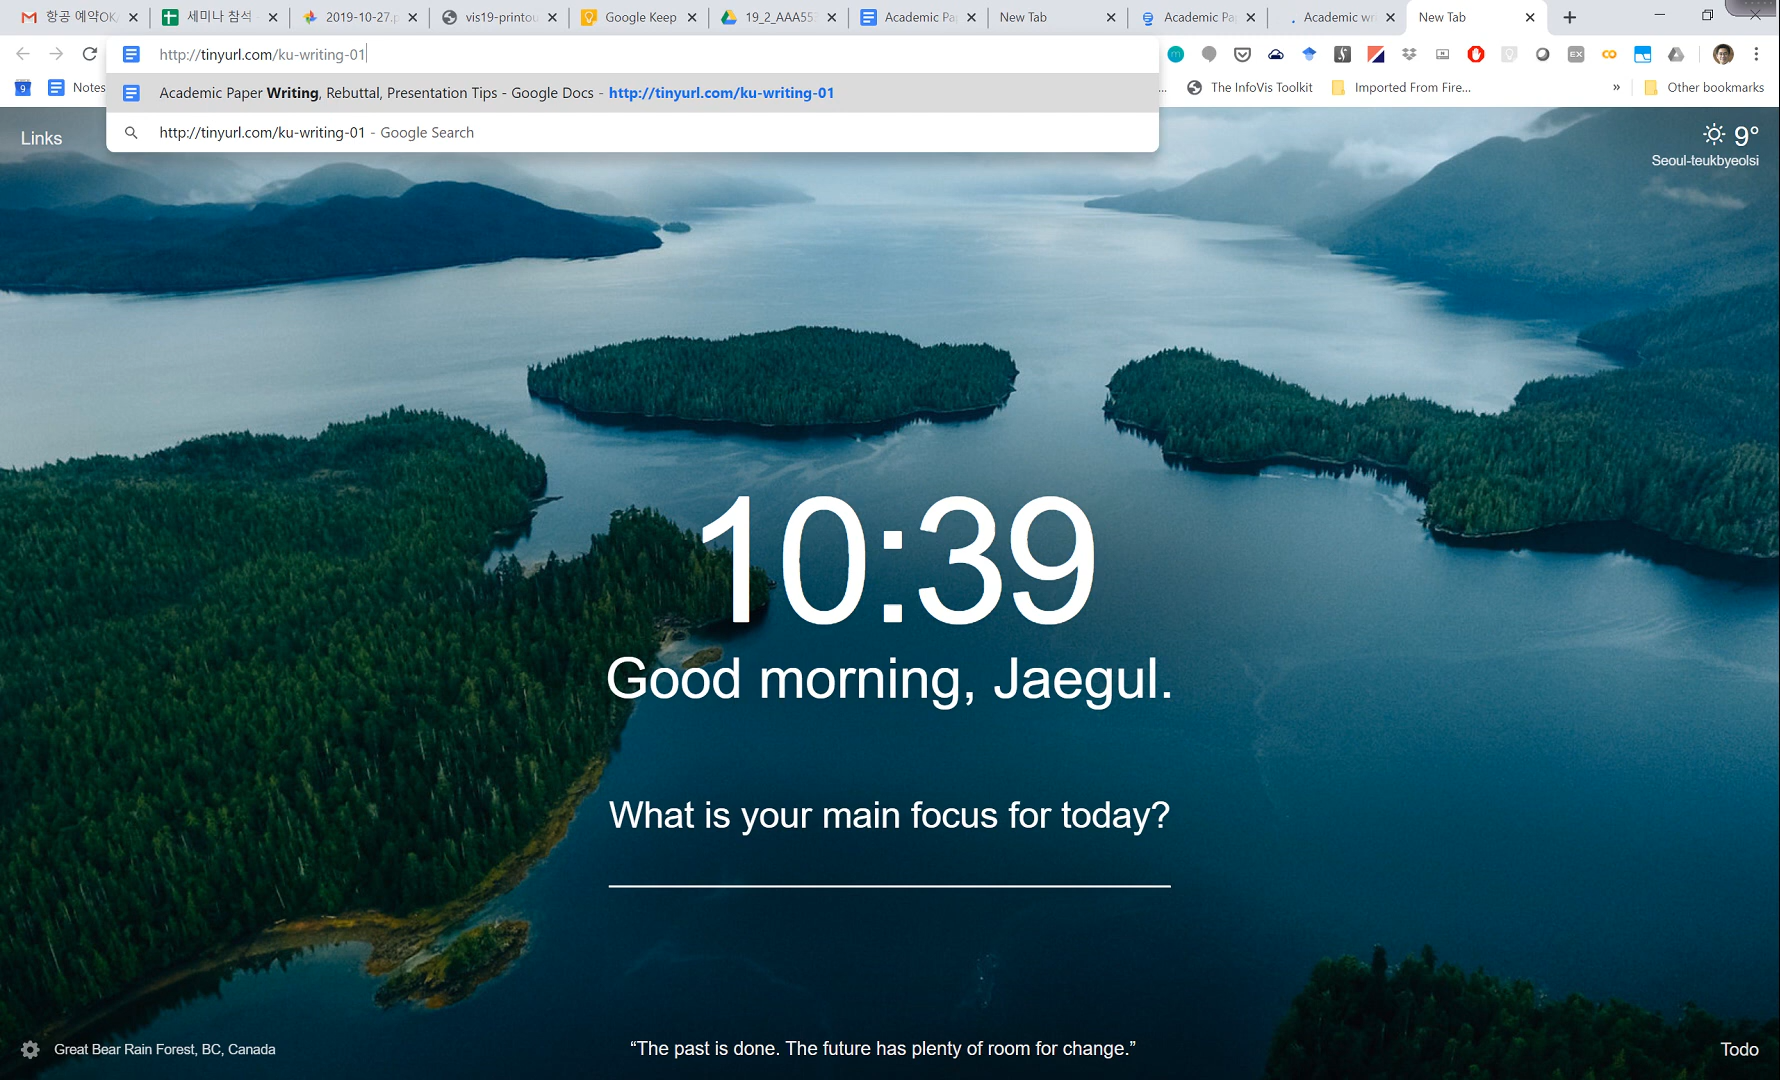 항공 예약OK/
세미나 참석
2019-10-27.p
vis19-printou
Google Keep
19_2_AAA55
Academic Pa
New Tab
Academic Pa
Academic wr
New Tab
http://tinyurl.com/ku-writing-01
Academic Paper Writing, Rebuttal, Presentation Tips - Google Docs - http://tinyurl.com/ku-writing-01
http://tinyurl.com/ku-writing-01 - Google Search
EX
9
Notes
...
The InfoVis Toolkit
Imported From Fire...
»
Other bookmarks
Links
9°
Seoul-teukbyeolsi
10:39
Good morning, Jaegul.
What is your main focus for today?
Great Bear Rain Forest, BC, Canada
“The past is done. The future has plenty of room for change.”
Todo